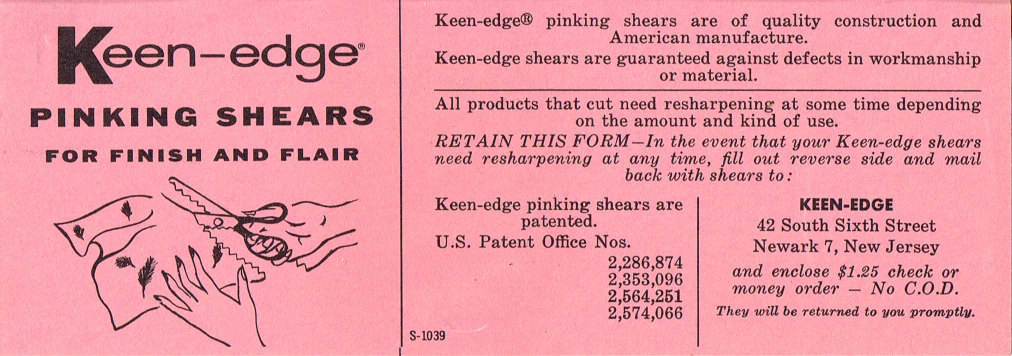 Keen-edge®
PINKING SHEARS
FOR FINISH AND FLAIR
Keen-edge® pinking shears are of quality construction and
American manufacture.
Keen-edge shears are guaranteed against defects in workmanship
or material.
All products that cut need resharpening at some time depending
on the amount and kind of use.
RETAIN THIS FORM—In the event that your Keen-edge shears
need resharpening at any time, fill out reverse side and mail
back with shears to:
Keen-edge pinking shears are
patented.
U.S. Patent Office Nos.
2,286,874
2,353,096
2,564,251
2,574,066
S-1039
KEEN-EDGE
42 South Sixth Street
Newark 7, New Jersey
and enclose $1.25 check or
money order — No C.O.D.
They will be returned to you promptly.